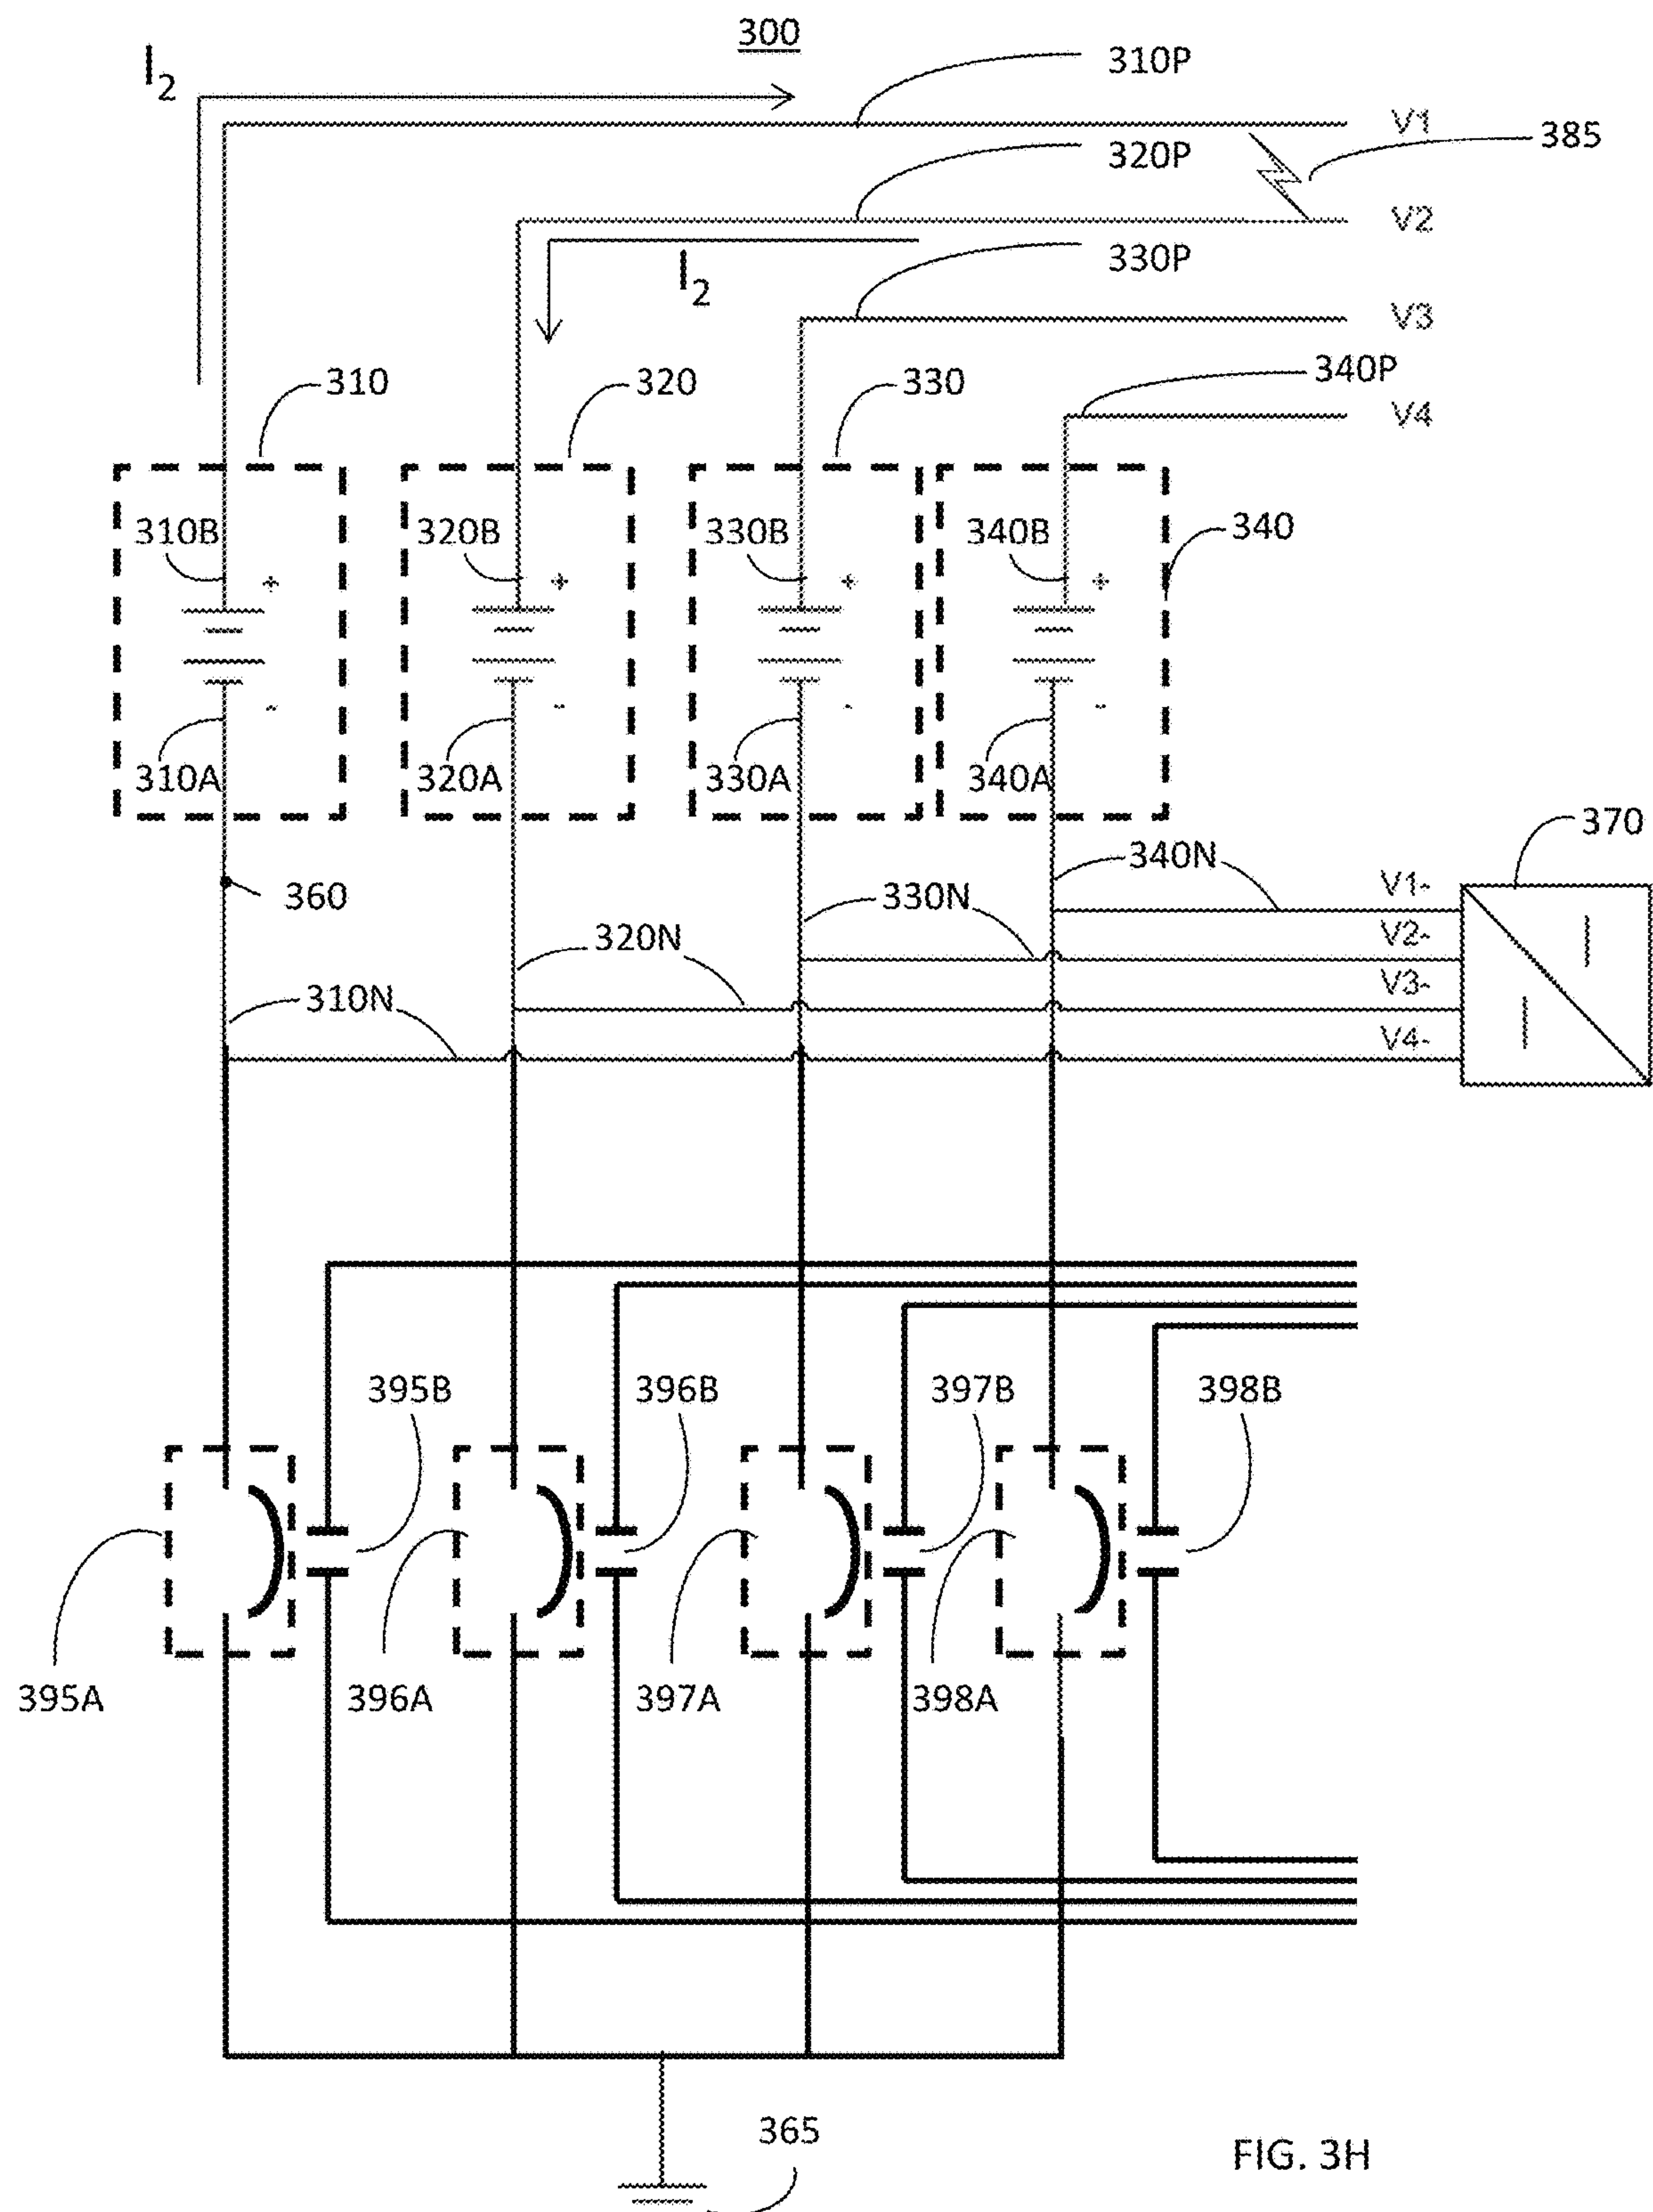 300
I2
310P
V1
385
320P
V2
I2
330P
V3
310
320
330
340P
V4
310B
320B
330B
340B
340
+
+
+
+
-
-
-
-
310A
320A
330A
340A
370
360
340N
V1-
330N
V2-
320N
V3-
310N
V4-
395B
396B
397B
398B
395A
396A
397A
398A
365
FIG. 3H